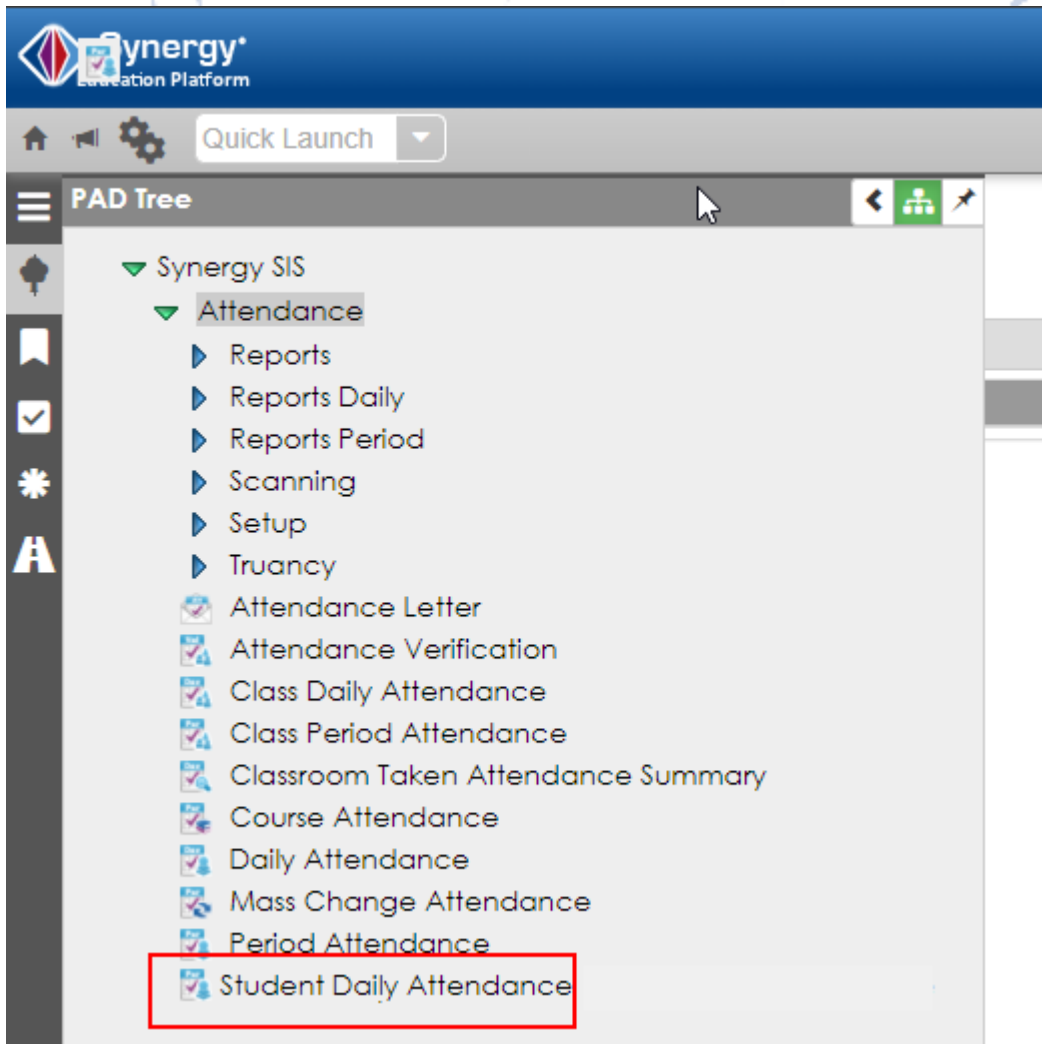 Synergy
Education Platform
Quick Launch
PAD Tree
Synergy SIS
Attendance
Reports
Reports Daily
Reports Period
Scanning
Setup
Truancy
Attendance Letter
Attendance Verification
Class Daily Attendance
Class Period Attendance
Classroom Taken Attendance Summary
Course Attendance
Daily Attendance
Mass Change Attendance
Period Attendance
Student Daily Attendance